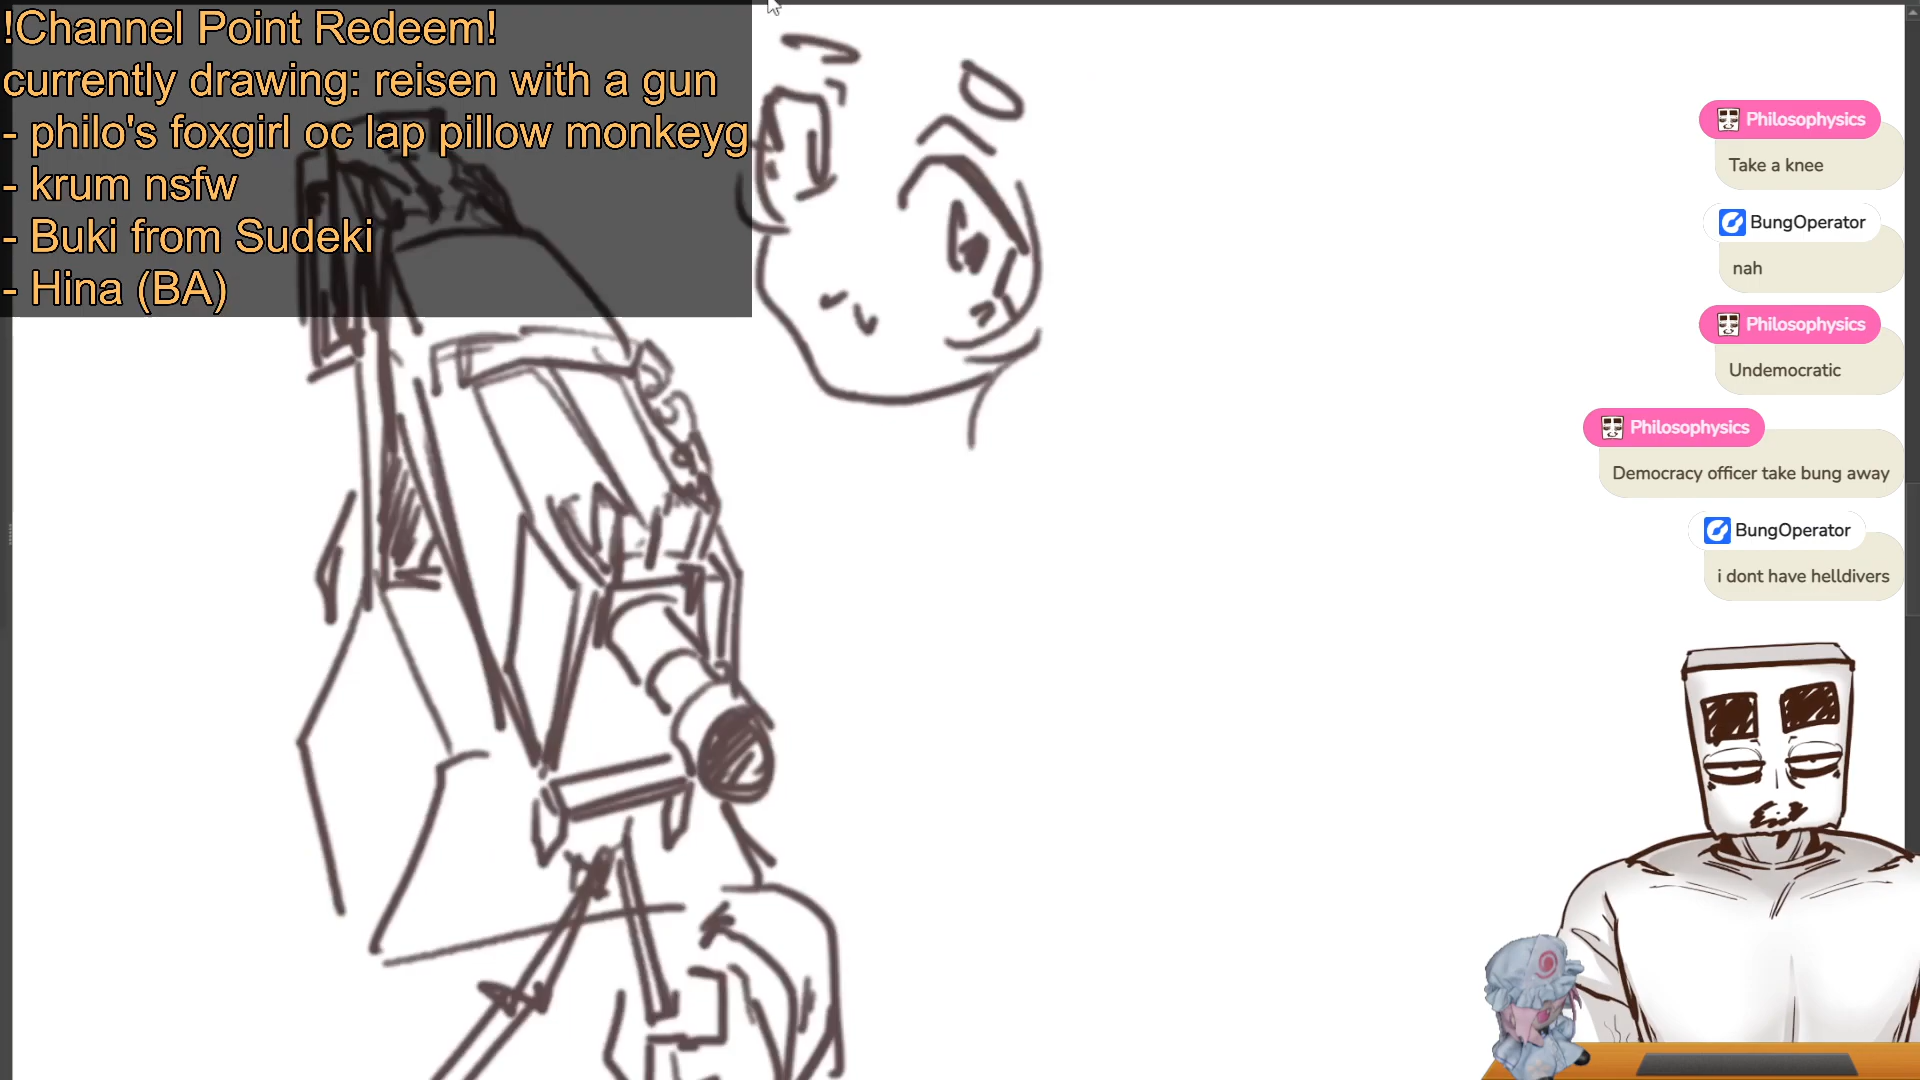 !Channel Point Redeem!
currently drawing: reisen with a gun
- philo's foxgirl oc lap pillow monkeyg
- krum nsfw
- Buki from Sudeki
- Hina (BA)
Philosophysics
Take a knee
BungOperator
nah
Philosophysics
Undemocratic
Philosophysics
Democracy officer take bung away
BungOperator
i dont have helldivers